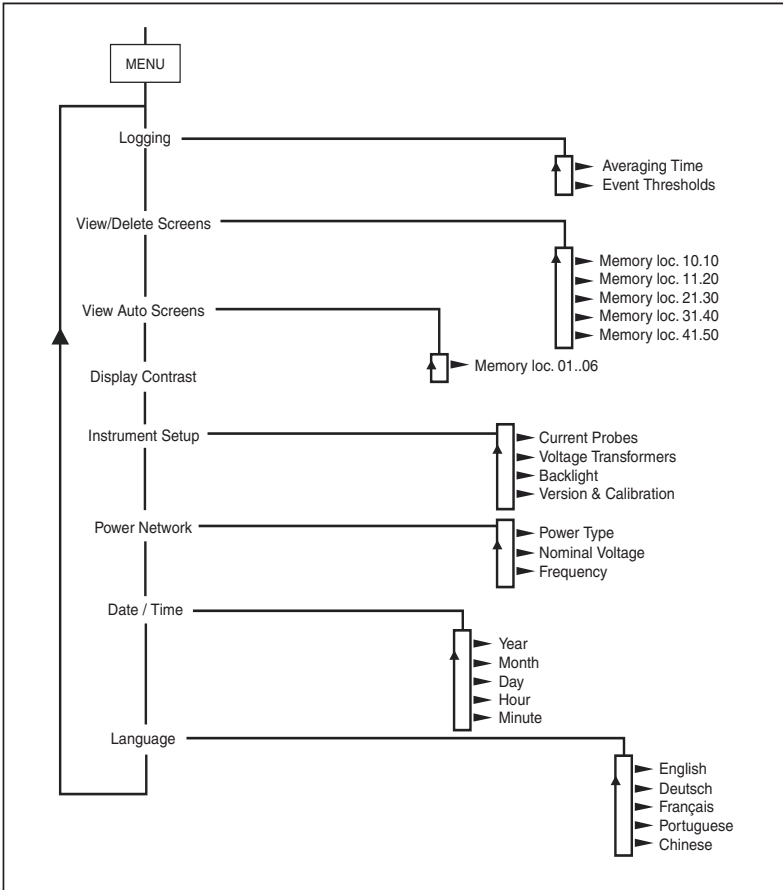 MENU
Logging
Averaging Time
Event Thresholds
View/Delete Screens
Memory loc. 10.10
Memory loc. 11.20
Memory loc. 21.30
Memory loc. 31.40
Memory loc. 41.50
View Auto Screens
Memory loc. 01..06
Display Contrast
Instrument Setup
Current Probes
Voltage Transformers
Backlight
Version & Calibration
Power Network
Power Type
Nominal Voltage
Frequency
Date / Time
Year
Month
Day
Hour
Minute
Language
English
Deutsch
Français
Portuguese
Chinese